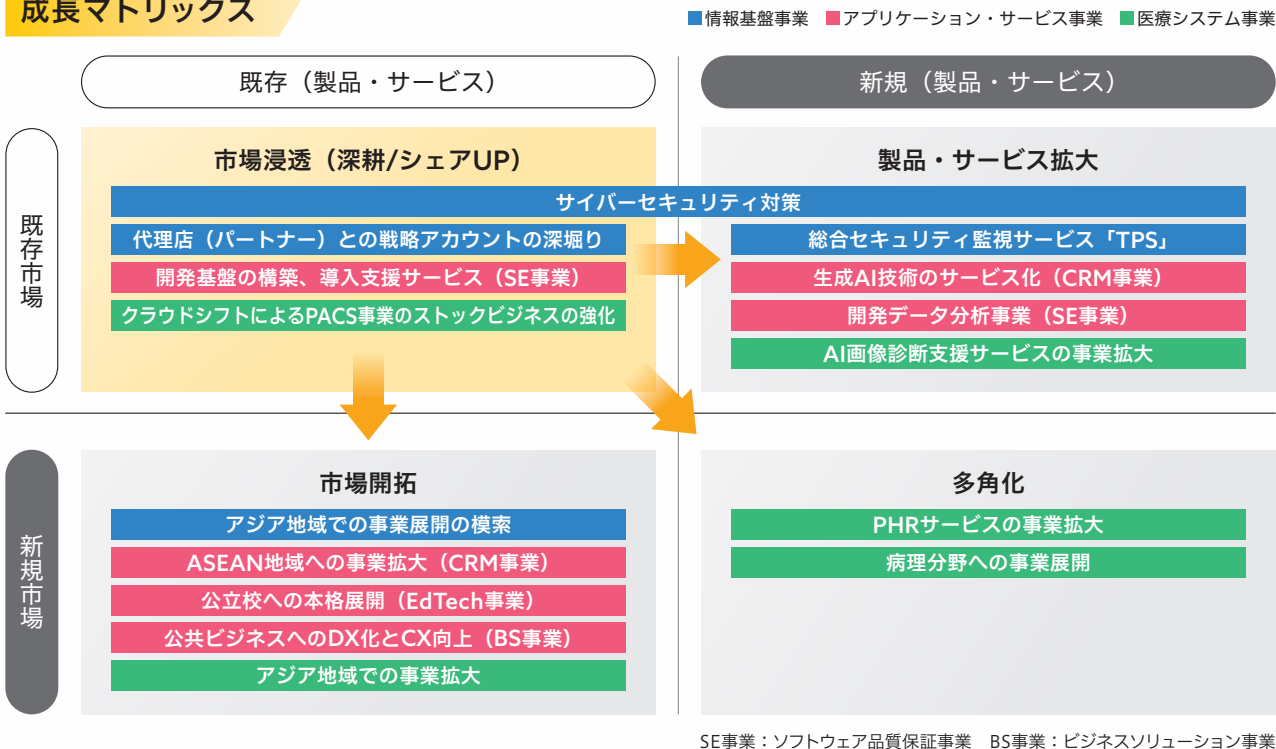 成長マトリックス
情報基盤事業 アプリケーション・サービス事業 医療システム事業
既存（製品・サービス）
新規（製品・サービス）
既存市場
市場浸透（深耕/シェアUP）
製品・サービス拡大
サイバーセキュリティ対策
代理店（パートナー）との戦略アカウントの深堀り
開発基盤の構築、導入支援サービス（SE事業）
クラウドシフトによるPACS事業のストックビジネスの強化
総合セキュリティ監視サービス「TPS」
生成AI技術のサービス化（CRM事業）
開発データ分析事業（SE事業）
AI画像診断支援サービスの事業拡大
新規市場
市場開拓
アジア地域での事業展開の模索
ASEAN地域への事業拡大（CRM事業）
公立校への本格展開（EdTech事業）
公共ビジネスへのDX化とCX向上（BS事業）
アジア地域での事業拡大
多角化
PHRサービスの事業拡大
病理分野への事業展開
SE事業：ソフトウェア品質保証事業 BS事業：ビジネスソリューション事業